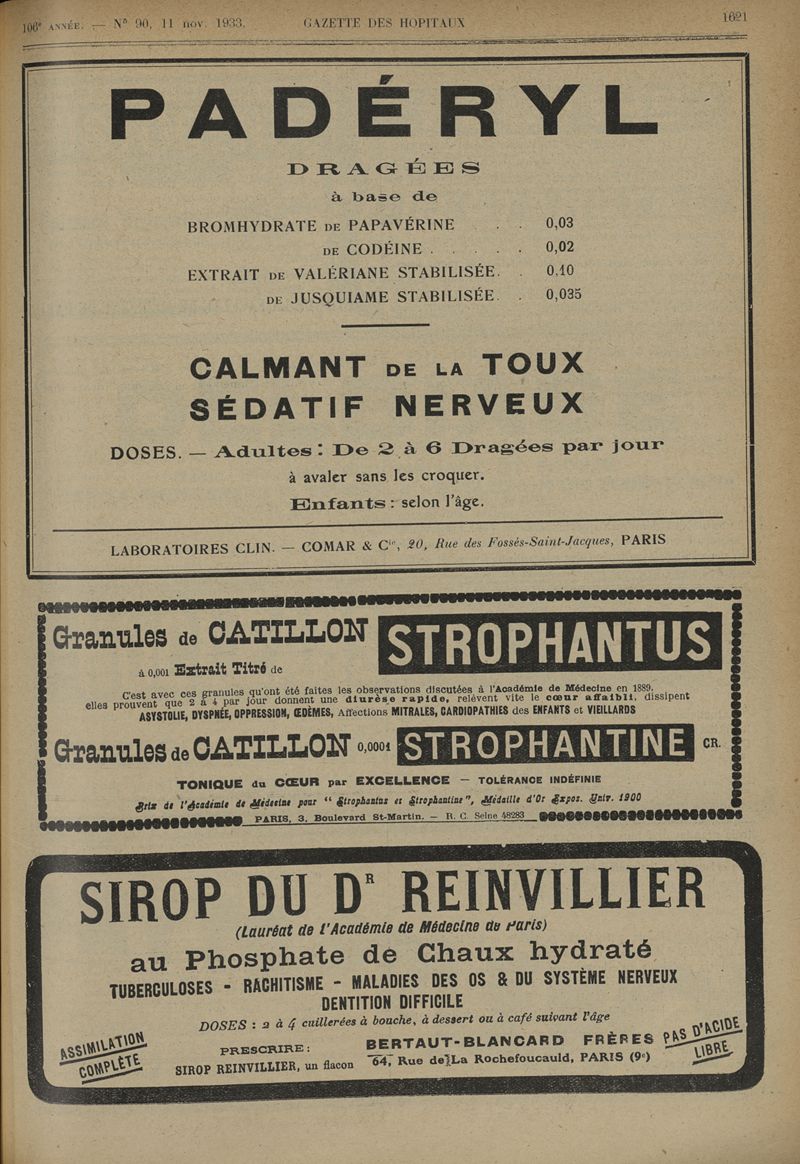 106e ANNÉE. — N° 90, 11 nov. 1933. GAZETTE DES HOPITAUX 1621
PADÉRYL
DRAGÉES
à base de
BROMHYDRATE DE PAPAVÉRINE . . 0,03
DE CODÉINE . . . . . 0,02
EXTRAIT DE VALÉRIANE STABILISÉE. . 0,10
DE JUSQUIAME STABILISÉE. . 0,035
CALMANT DE LA TOUX
SÉDATIF NERVEUX
DOSES. — Adultes : De 2 à 6 Dragées par jour
à avaler sans les croquer.
Enfants : selon l'âge.
LABORATOIRES CLIN. — COMAR & Cie, 20, Rue des Fossés-Saint-Jacques, PARIS
Granules de CATILLON STROPHANTUS
à 0,001 Extrait Titré de
C'est avec ces granules qu'ont été faites les observations discutées à l'Académie de Médecine en 1889.
elles prouvent que 2 à 4 par jour donnent une diurèse rapide, relèvent vite le cœur affaibli, dissipent
ASYSTOLIE, DYSPNÉE, OPPRESSION, ŒDÈMES, Affections MITRALES, CARDIOPATHIES des ENFANTS et VIEILLARDS
Granules de CATILLON 0,0001 STROPHANTINE CR.
TONIQUE du CŒUR par EXCELLENCE — TOLÉRANCE INDÉFINIE
Prix de l'Académie de Médecine pour "Strophantus et Strophantine", Médaille d'Or Expos. Univ. 1900
PARIS, 3, Boulevard St-Martin. — R. C. Seine 48283
SIROP DU DR REINVILLIER
(Lauréat de l'Académie de Médecine de Paris)
au Phosphate de Chaux hydraté
TUBERCULOSES - RACHITISME - MALADIES DES OS & DU SYSTÈME NERVEUX
DENTITION DIFFICILE
DOSES : 2 à 4 cuillerées à bouche, à dessert ou à café suivant l'âge
ASSIMILATION COMPLÈTE
PRESCRIRE :
SIROP REINVILLIER, un flacon
BERTAUT-BLANCARD FRÈRES
64, Rue de La Rochefoucauld, PARIS (9e)
PAS D'ACIDE LIBRE